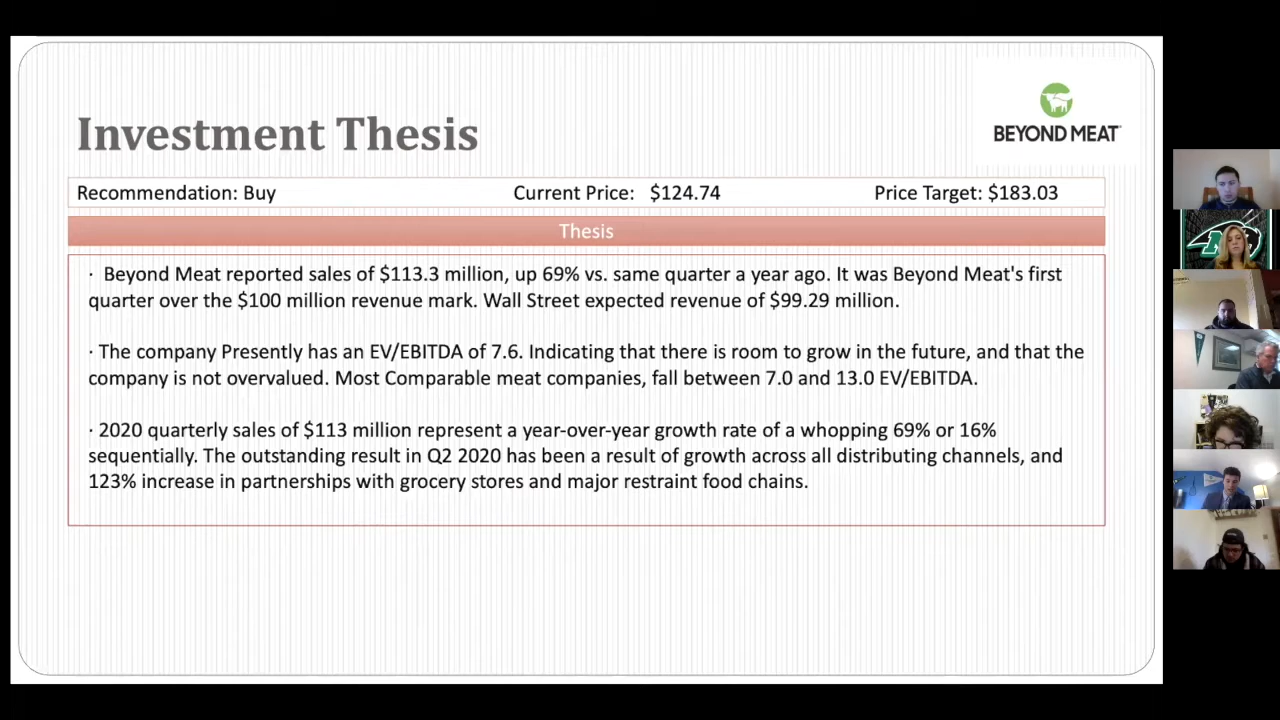 Investment Thesis
BEYOND MEAT
Recommendation: Buy Current Price: $124.74 Price Target: $183.03
Thesis
· Beyond Meat reported sales of $113.3 million, up 69% vs. same quarter a year ago. It was Beyond Meat's first
quarter over the $100 million revenue mark. Wall Street expected revenue of $99.29 million.
· The company Presently has an EV/EBITDA of 7.6. Indicating that there is room to grow in the future, and that the
company is not overvalued. Most Comparable meat companies, fall between 7.0 and 13.0 EV/EBITDA.
· 2020 quarterly sales of $113 million represent a year-over-year growth rate of a whopping 69% or 16%
sequentially. The outstanding result in Q2 2020 has been a result of growth across all distributing channels, and
123% increase in partnerships with grocery stores and major restraint food chains.